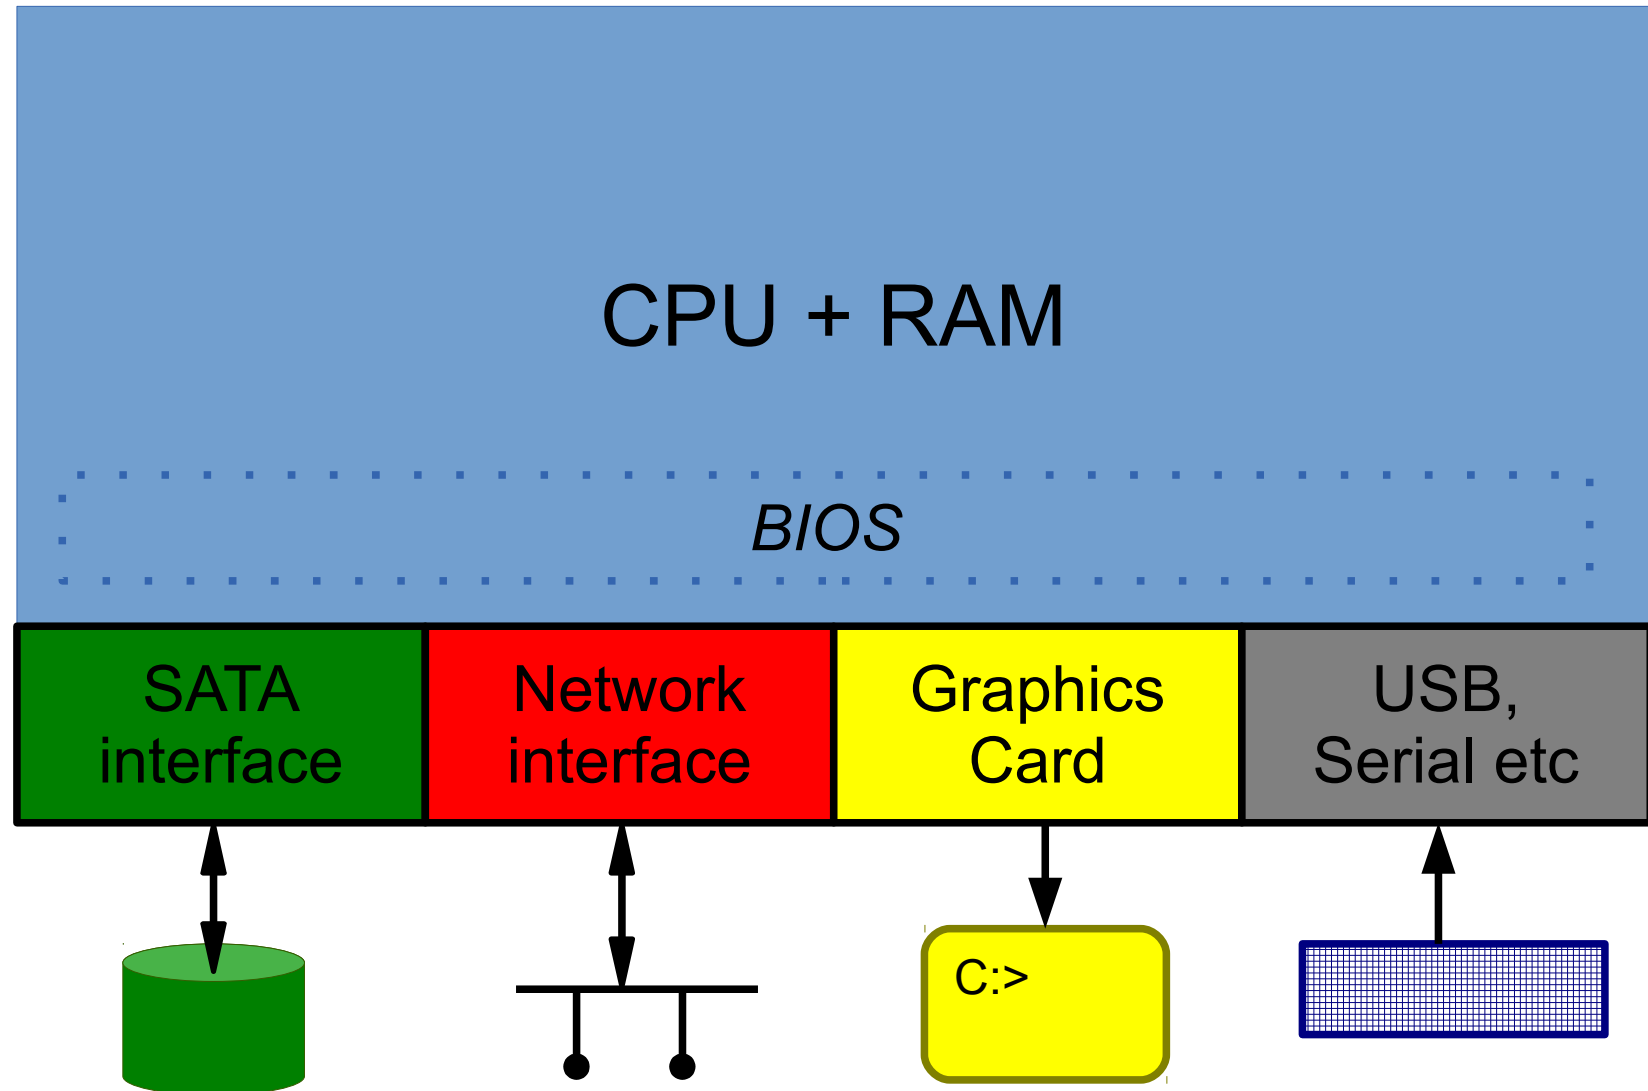 CPU + RAM
BIOS
SATA
interface
Network
interface
Graphics
Card
USB,
Serial etc
C:>